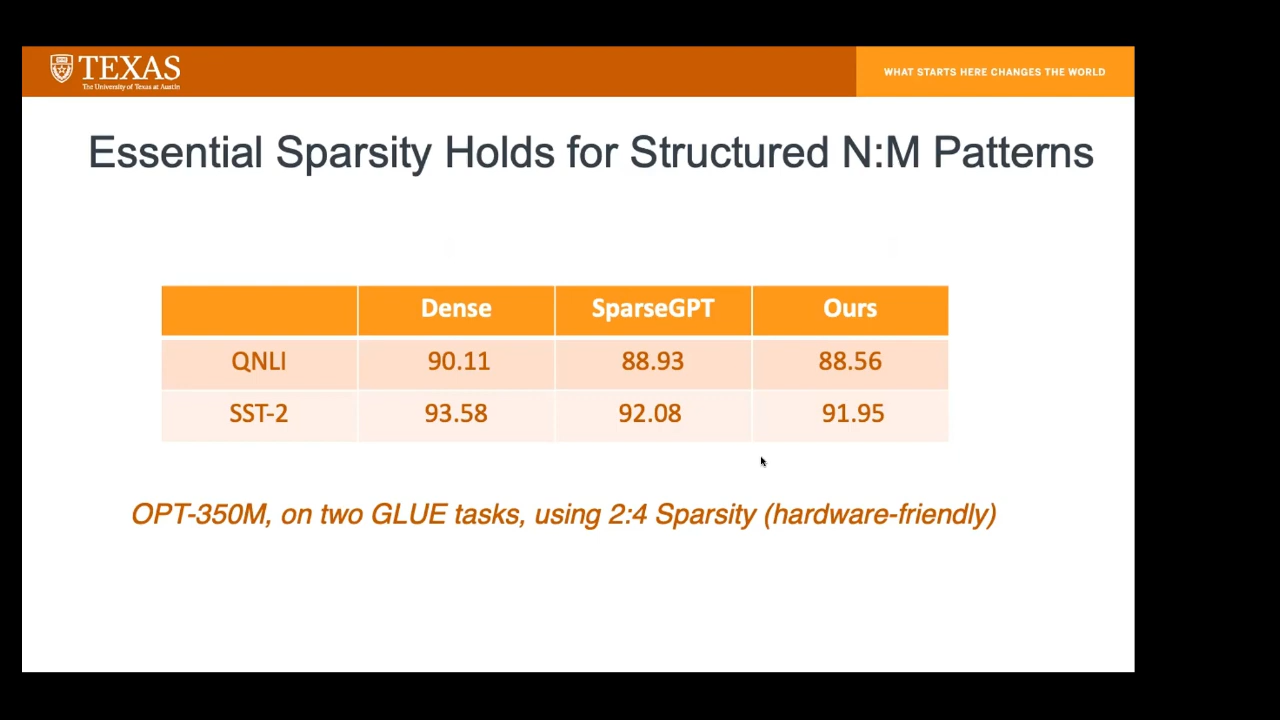 TEXAS
The University of Texas at Austin
WHAT STARTS HERE CHANGES THE WORLD
Essential Sparsity Holds for Structured N:M Patterns
Dense SparseGPT Ours
QNLI 90.11 88.93 88.56
SST-2 93.58 92.08 91.95
OPT-350M, on two GLUE tasks, using 2:4 Sparsity (hardware-friendly)